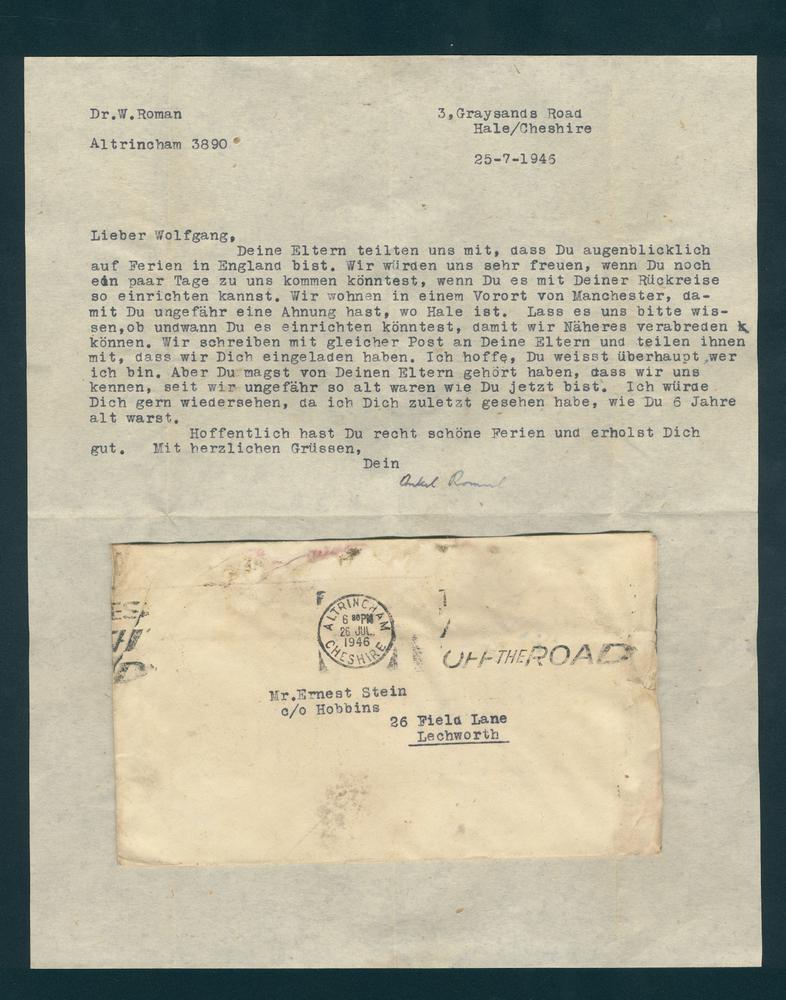 Dr.W.Roman
3,Graysands Road
Hale/Cheshire
Altrincham 3890
25-7-1946
Lieber Wolfgang,
Deine Eltern teilten uns mit, dass Du augenblicklich
auf Ferien in England bist. Wir würden uns sehr freuen, wenn Du noch
ein paar Tage zu uns kommen könntest, wenn Du es mit Deiner Rückreise
so einrichten kannst. Wir wohnen in einem Vorort von Manchester, da-
mit Du ungefähr eine Ahnung hast, wo Hale ist. Lass es uns bitte wis-
sen,ob undwann Du es einrichten könntest, damit wir Näheres verabreden
können. Wir schreiben mit gleicher Post an Deine Eltern und teilen ihnen
mit, dass wir Dich eingeladen haben. Ich hoffe, Du weisst überhaupt,wer
ich bin. Aber Du magst von Deinen Eltern gehört haben, dass wir uns
kennen, seit wir ungefähr so alt waren wie Du jetzt bist. Ich würde
Dich gern wiedersehen, da ich Dich zuletzt gesehen habe, wie Du 6 Jahre
alt warst.
Hoffentlich hast Du recht schöne Ferien und erholst Dich
gut. Mit herzlichen Grüssen,
Dein
Onkel
ALTRINCHAM
6 30PM
26 JUL.
1946
CHESHIRE
OFF THE ROAD
Mr.Ernest Stein
c/o Hobbins
26 Field Lane
Lechworth